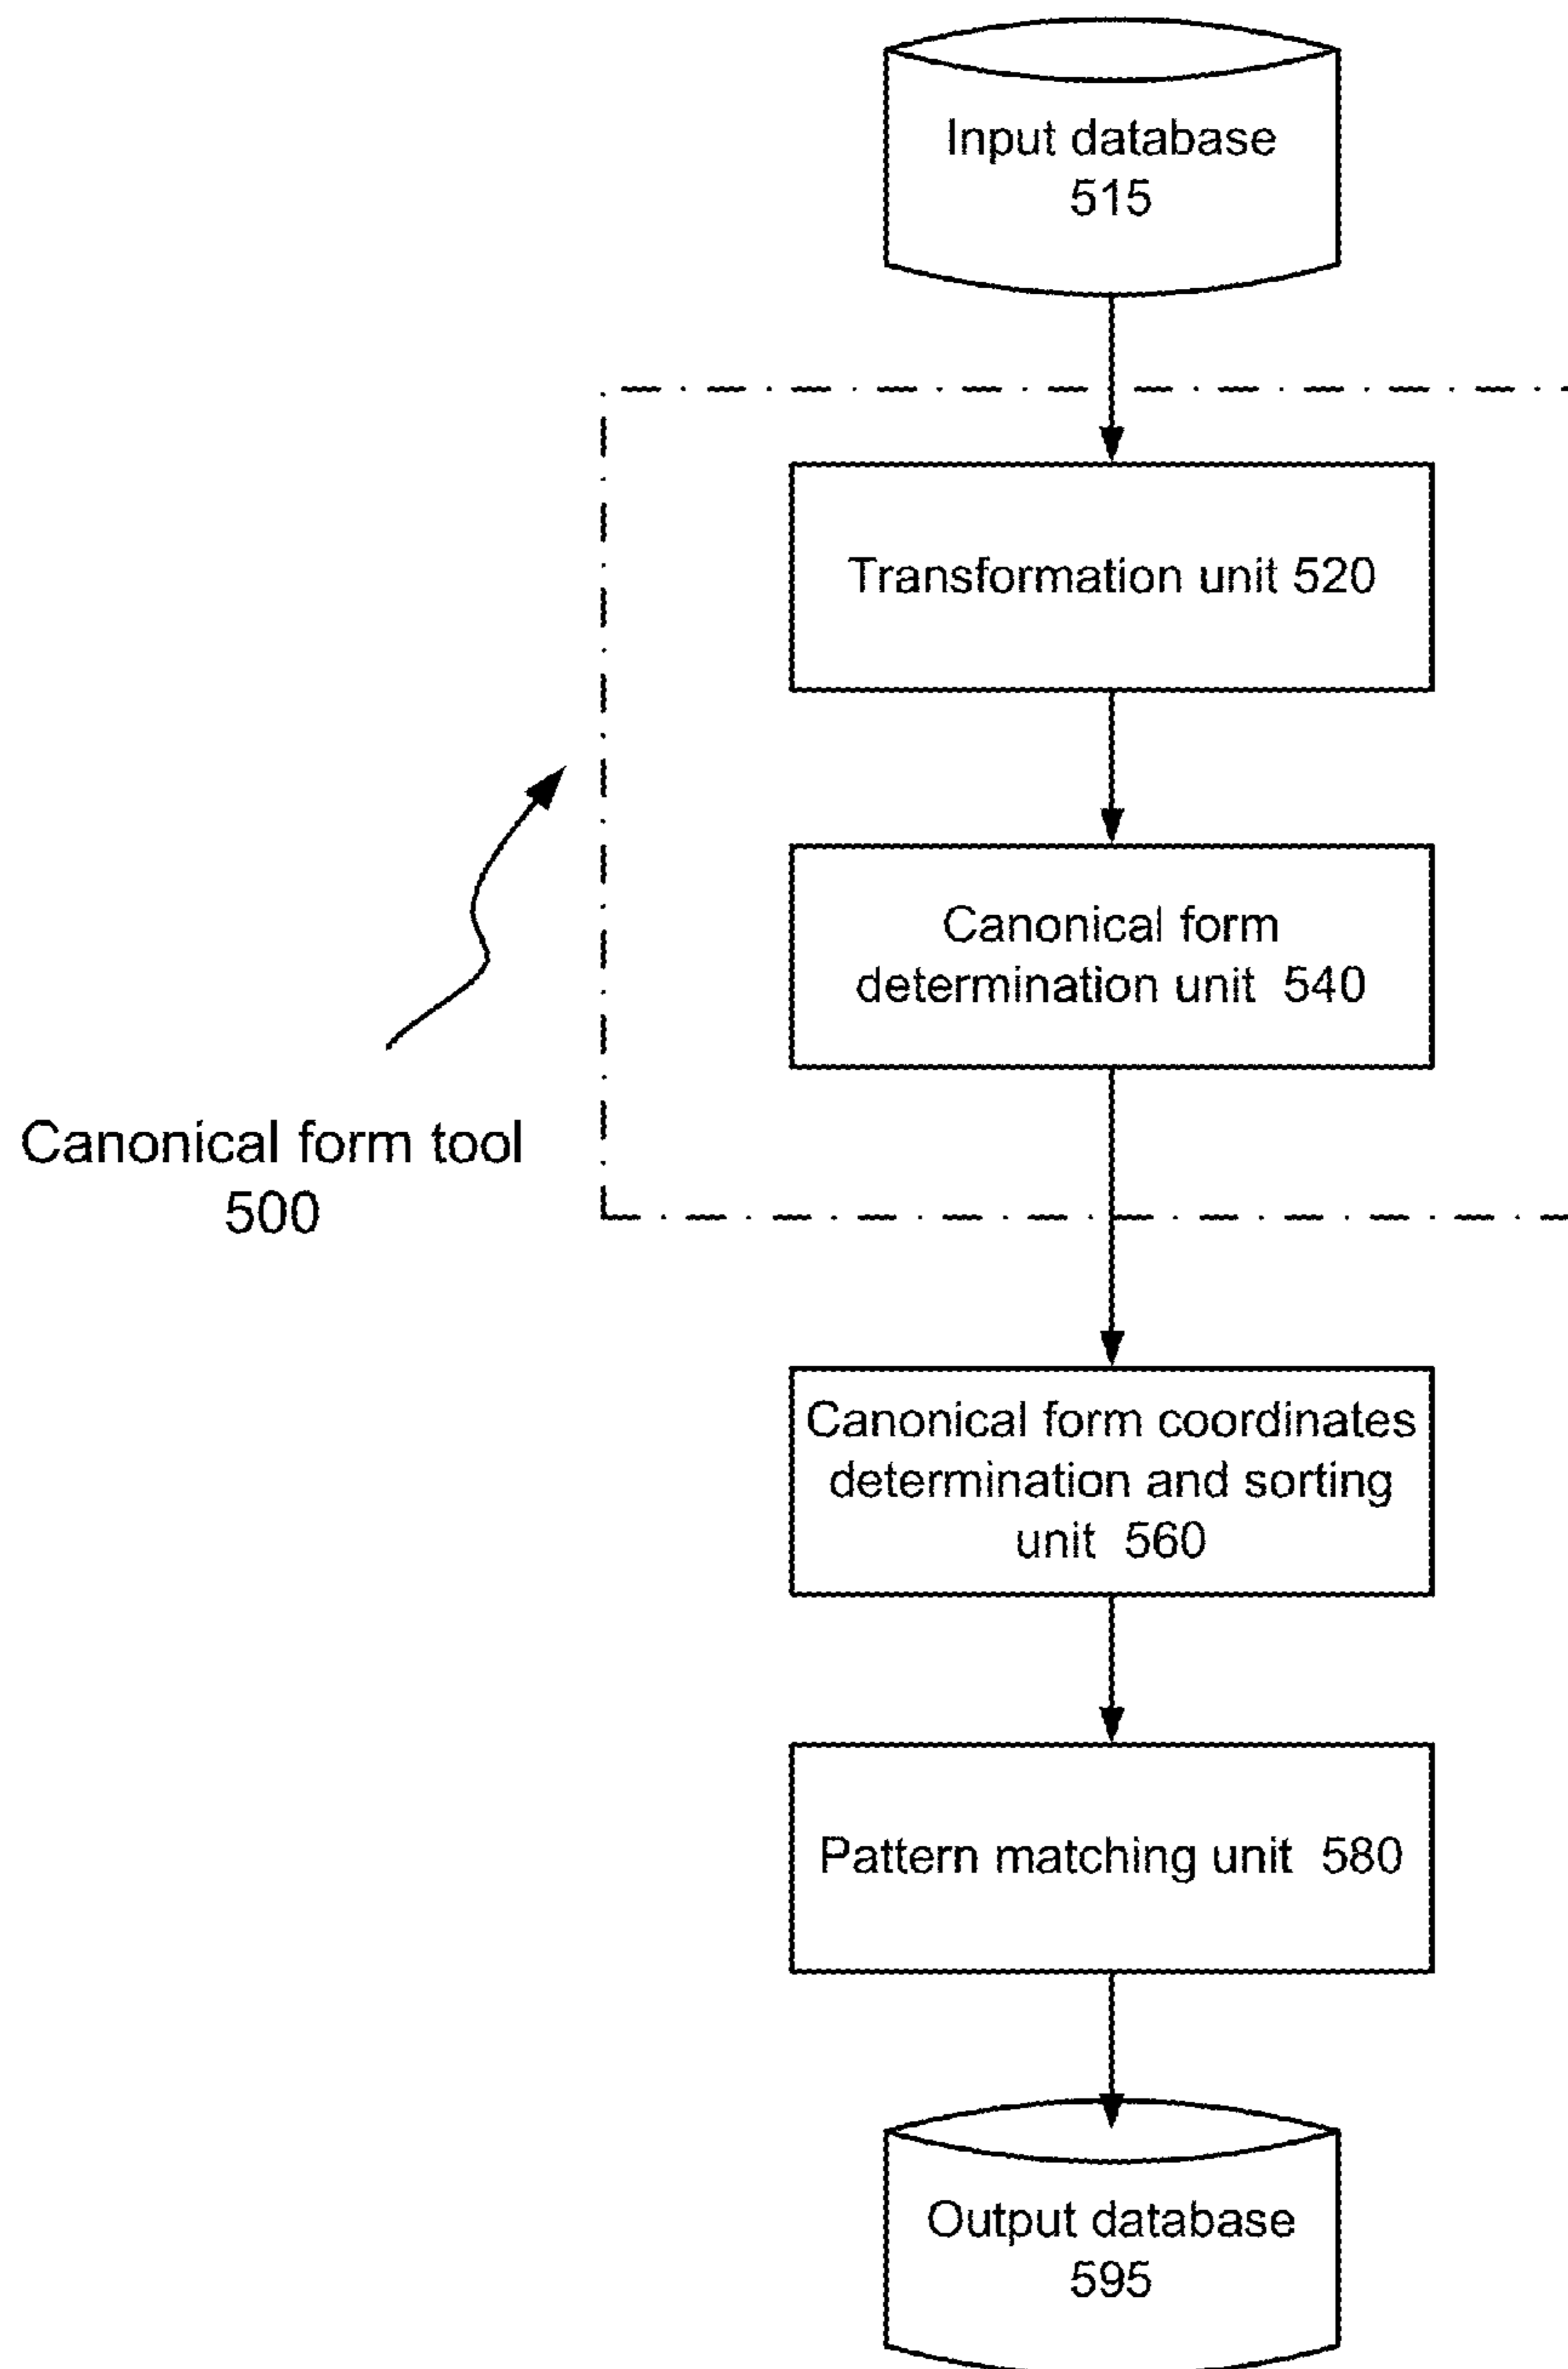 Input database
515
Transformation unit 520
Canonical form
determination unit 540
Canonical form tool
500
Canonical form coordinates
determination and sorting
unit 560
Pattern matching unit 580
Output database
595